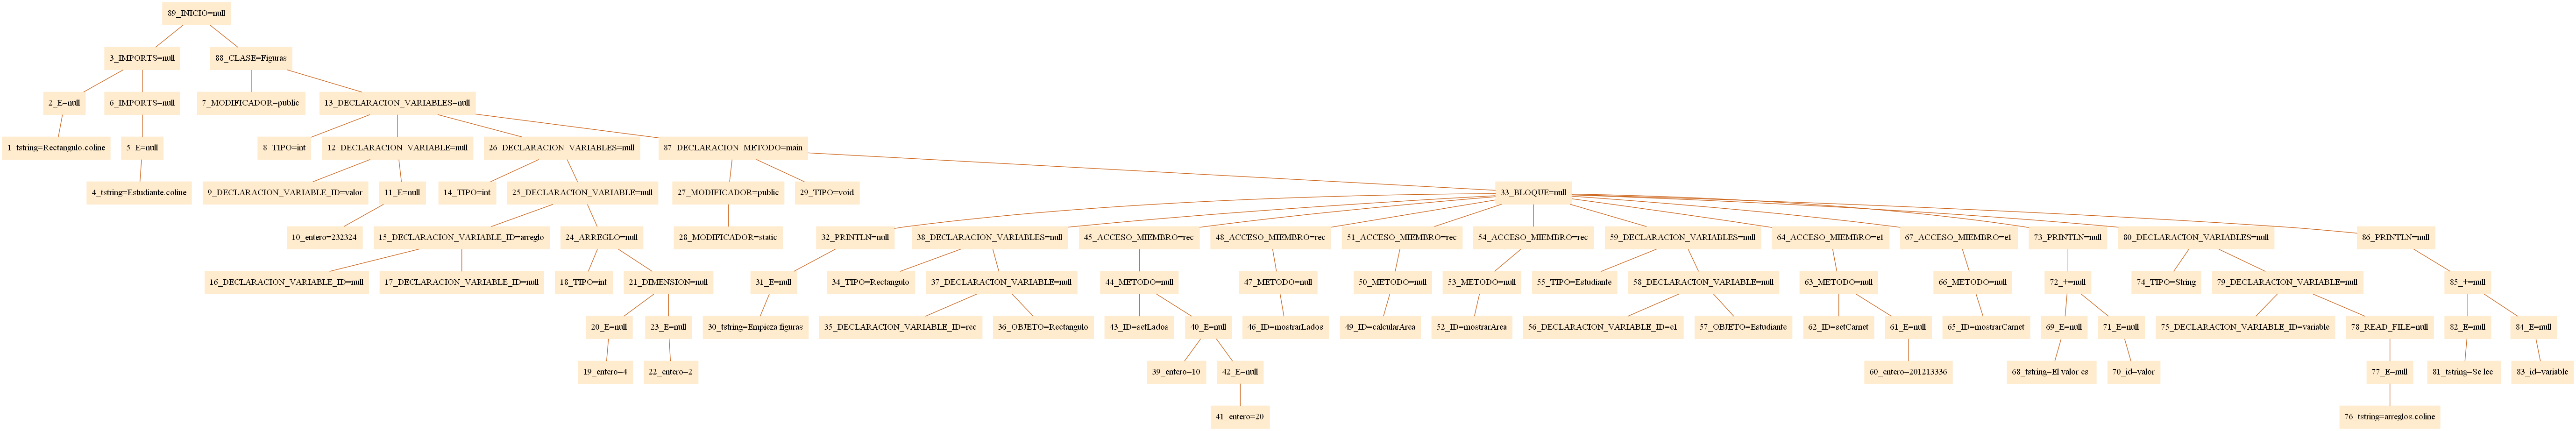 89_INICIO=null
3_IMPORTS=null
88_CLASE=Figuras
2_E=null
6_IMPORTS=null
7_MODIFICADOR=public
13_DECLARACION_VARIABLES=null
1_tstring=Rectangulo.coline
5_E=null
8_TIPO=int
12_DECLARACION_VARIABLE=null
26_DECLARACION_VARIABLES=null
87_DECLARACION_METODO=main
4_tstring=Estudiante.coline
9_DECLARACION_VARIABLE_ID=valor
11_E=null
14_TIPO=int
25_DECLARACION_VARIABLE=null
27_MODIFICADOR=public
29_TIPO=void
33_BLOQUE=null
10_entero=232324
15_DECLARACION_VARIABLE_ID=arreglo
24_ARREGLO=null
28_MODIFICADOR=static
32_PRINTLN=null
38_DECLARACION_VARIABLES=null
45_ACCESO_MIEMBRO=rec
48_ACCESO_MIEMBRO=rec
51_ACCESO_MIEMBRO=rec
54_ACCESO_MIEMBRO=rec
59_DECLARACION_VARIABLES=null
64_ACCESO_MIEMBRO=e1
67_ACCESO_MIEMBRO=e1
73_PRINTLN=null
80_DECLARACION_VARIABLES=null
86_PRINTLN=null
16_DECLARACION_VARIABLE_ID=null
17_DECLARACION_VARIABLE_ID=null
18_TIPO=int
21_DIMENSION=null
31_E=null
34_TIPO=Rectangulo
37_DECLARACION_VARIABLE=null
44_METODO=null
47_METODO=null
50_METODO=null
53_METODO=null
55_TIPO=Estudiante
58_DECLARACION_VARIABLE=null
63_METODO=null
66_METODO=null
72_+=null
74_TIPO=String
79_DECLARACION_VARIABLE=null
85_+=null
20_E=null
23_E=null
30_tstring=Empieza figuras
35_DECLARACION_VARIABLE_ID=rec
36_OBJETO=Rectangulo
43_ID=setLados
40_E=null
46_ID=mostrarLados
49_ID=calcularArea
52_ID=mostrarArea
56_DECLARACION_VARIABLE_ID=e1
57_OBJETO=Estudiante
62_ID=setCarnet
61_E=null
65_ID=mostrarCarnet
69_E=null
71_E=null
75_DECLARACION_VARIABLE_ID=variable
78_READ_FILE=null
82_E=null
84_E=null
19_entero=4
22_entero=2
39_entero=10
42_E=null
60_entero=201213336
68_tstring=El valor es
70_id=valor
77_E=null
81_tstring=Se lee
83_id=variable
41_entero=20
76_tstring=arreglos.coline